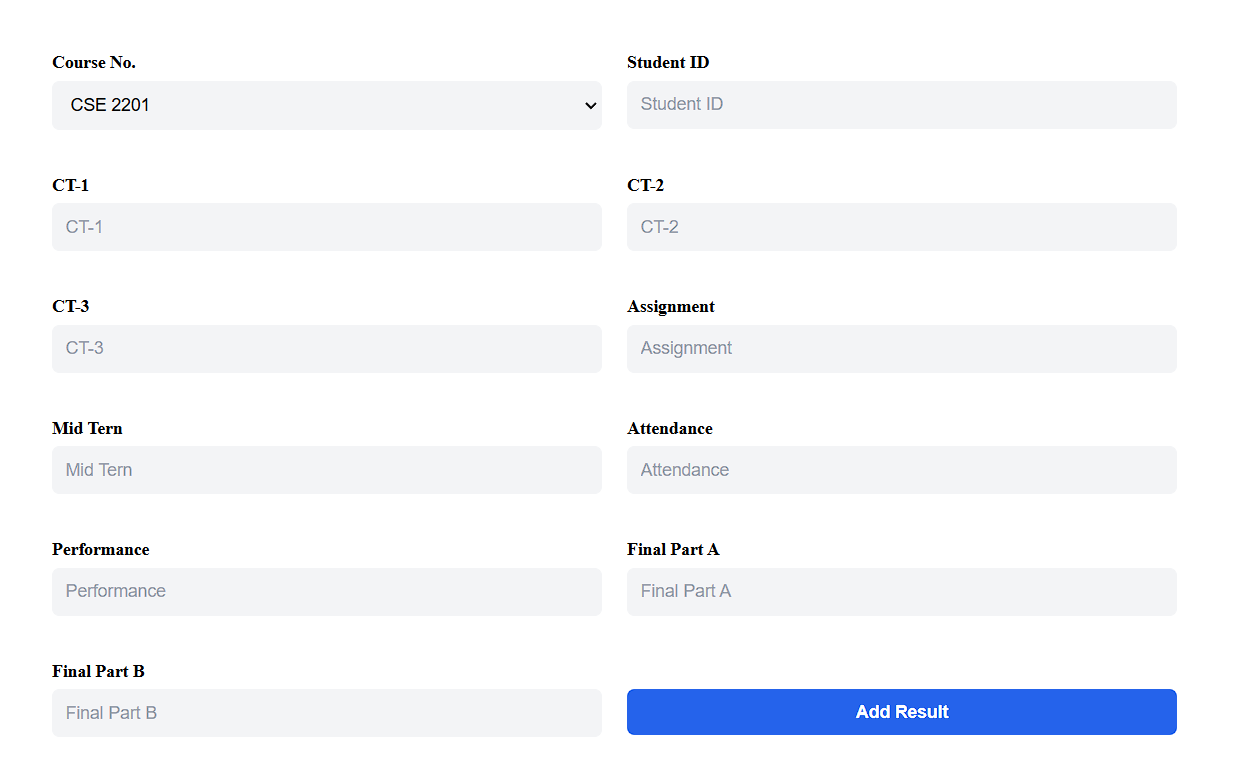 Course No.
Student ID
CSE 2201
Student ID
CT-1
CT-2
CT-1
CT-2
CT-3
Assignment
CT-3
Assignment
Mid Tern
Attendance
Mid Tern
Attendance
Performance
Final Part A
Performance
Final Part A
Final Part B
Final Part B
Add Result